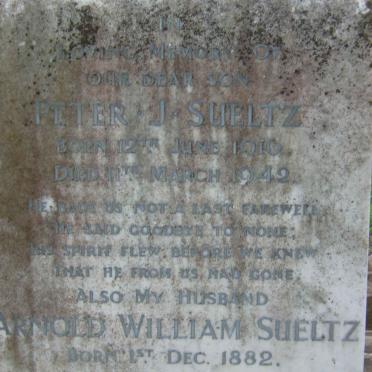 IN
LOVING MEMORY OF
OUR DEAR SON
PETER J SUELTZ
BORN 12TH JUNE 1910
DIED 11TH MARCH 1942
HE BADE US NOT A LAST FAREWELL
HE SAID GOODBYE TO NONE;
HIS SPIRIT FLEW BEFORE WE KNEW
THAT HE FROM US HAD GONE.
ALSO MY HUSBAND
ARNOLD WILLIAM SUELTZ
BORN 1ST DEC. 1882.